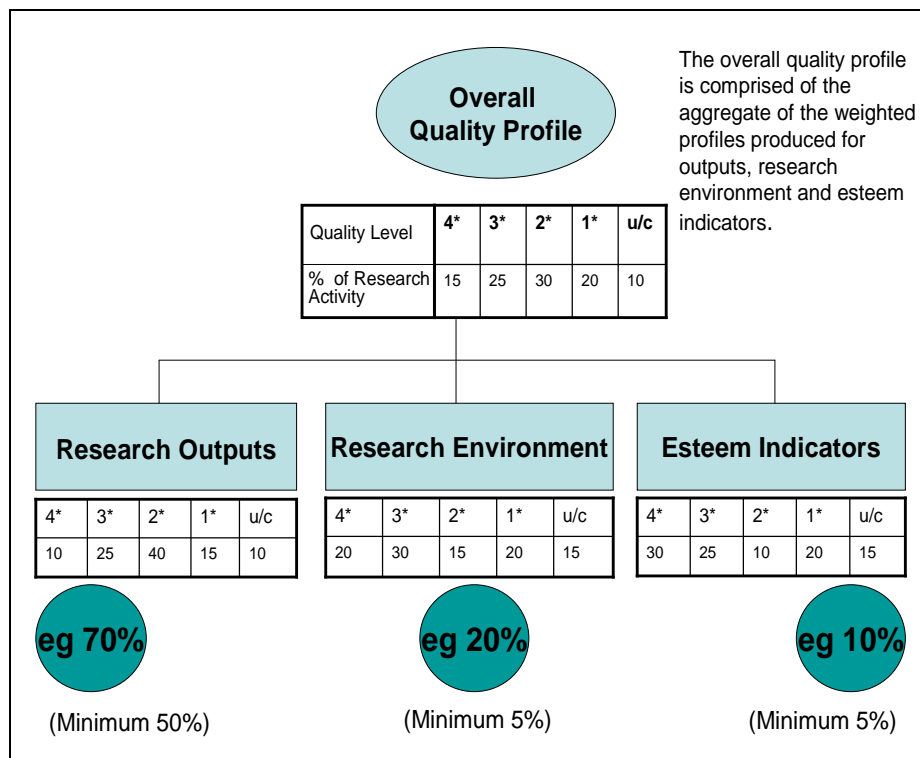 Overall
Quality Profile
The overall quality profile
is comprised of the
aggregate of the weighted
profiles produced for
outputs, research
environment and esteem
indicators.
Quality Level 4* 3* 2* 1* u/c
% of Research
Activity 15 25 30 20 10
Research Outputs
4* 3* 2* 1* u/c
10 25 40 15 10
eg 70%
(Minimum 50%)
Research Environment
4* 3* 2* 1* u/c
20 30 15 20 15
eg 20%
(Minimum 5%)
Esteem Indicators
4* 3* 2* 1* u/c
30 25 10 20 15
eg 10%
(Minimum 5%)